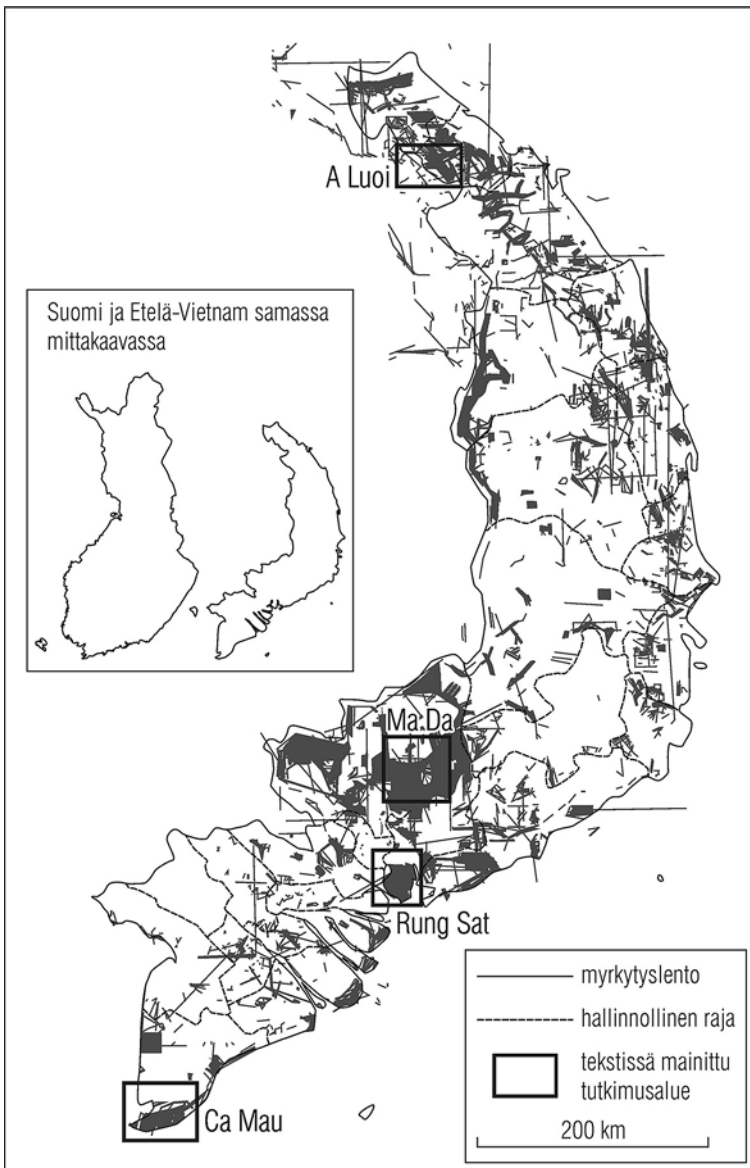 A Luoi
Suomi ja Etelä-Vietnam samassa
mittakaavassa
Ma Da
Rung Sat
Ca Mau
myrkytyslento
hallinnollinen raja
tekstissä mainittu
tutkimusalue
200 km